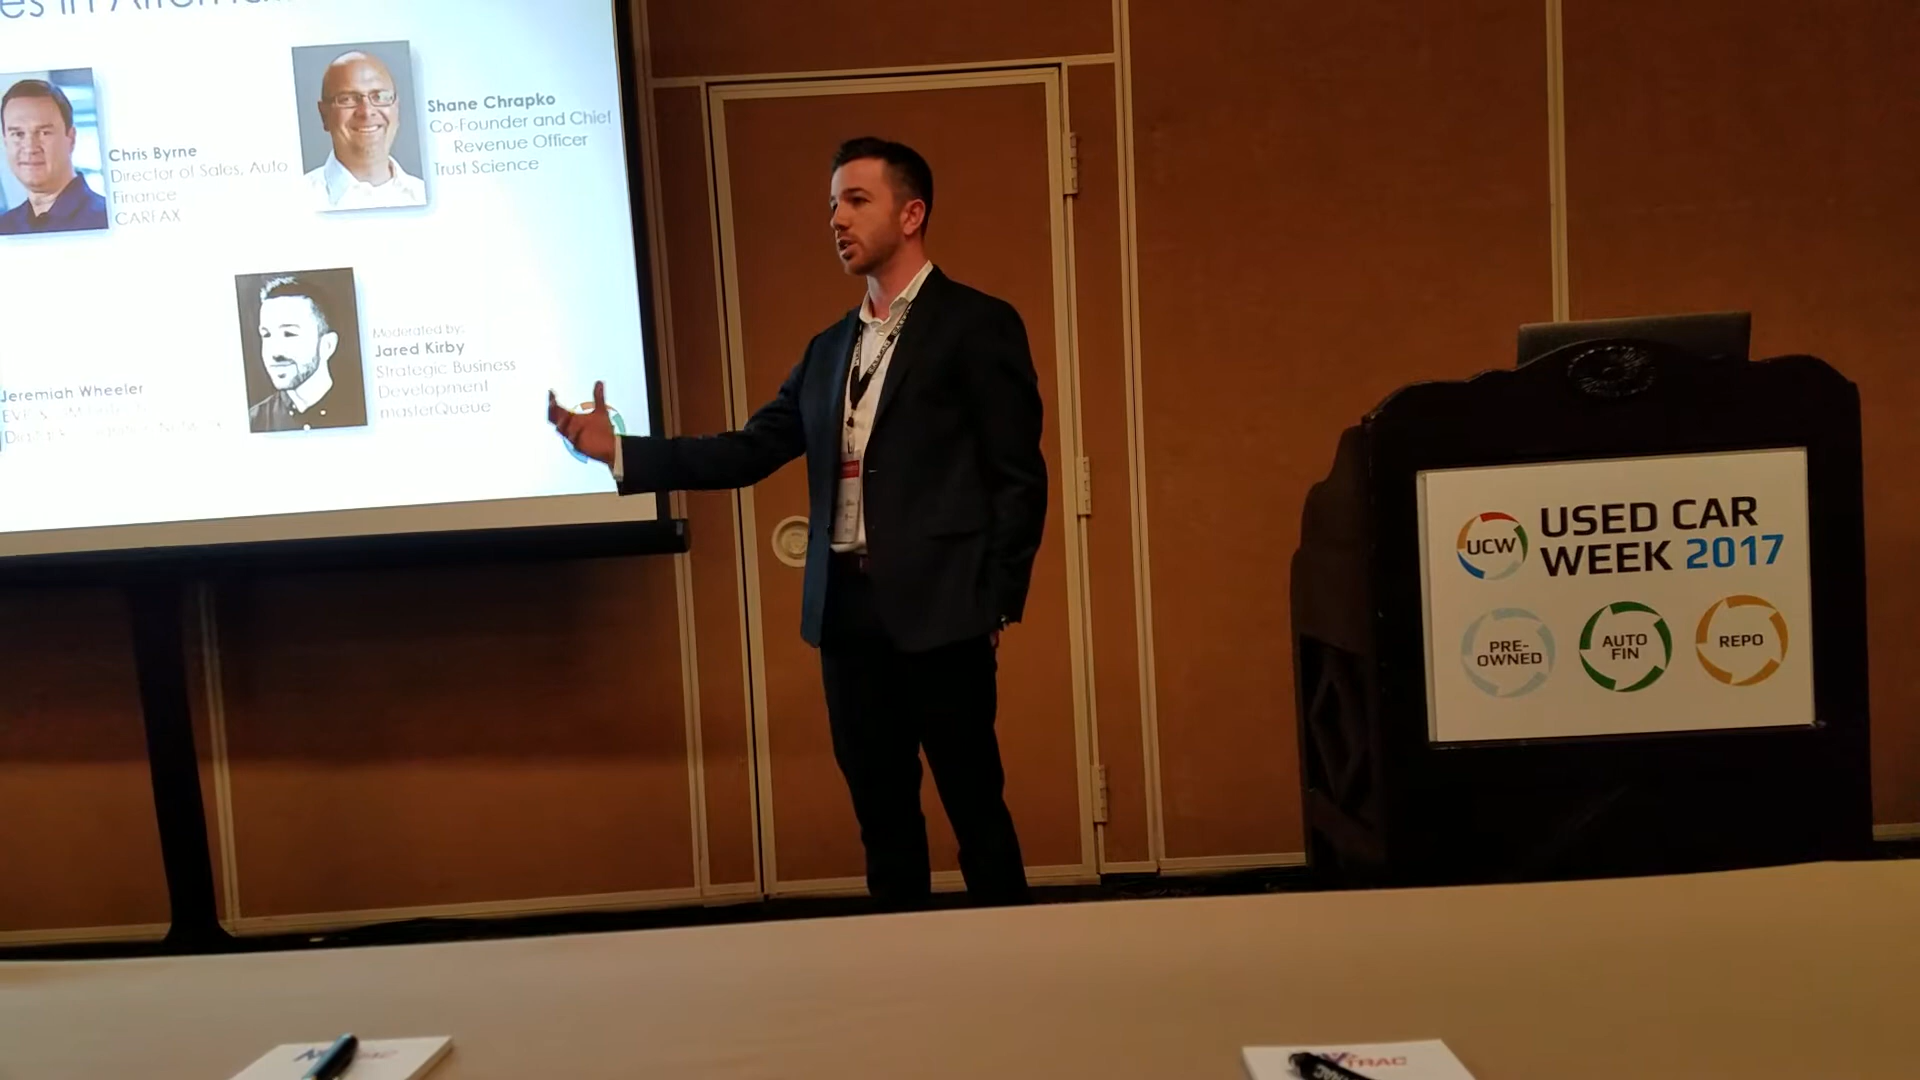 Chris Byrne
Director of Sales, Auto
Finance
CARFAX
Shane Chrapko
Co-Founder and Chief
Revenue Officer
Trust Science
Jeremiah Wheeler
Moderated by:
Jared Kirby
Strategic Business
Development
masterQueue
UCW
USED CAR
WEEK 2017
PRE-
OWNED
AUTO
FIN
REPO